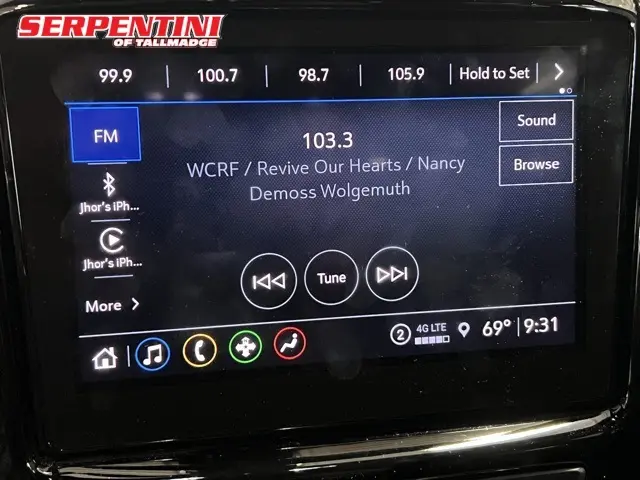 SERPENTINI
OF TALLMADGE
99.9 100.7 98.7 105.9 Hold to Set
FM
103.3
WCRF / Revive Our Hearts / Nancy
Demoss Wolgemuth
Sound
Browse
Jhor's iPh...
Jhor's iPh...
More
Tune
2 4G LTE 69° 9:31